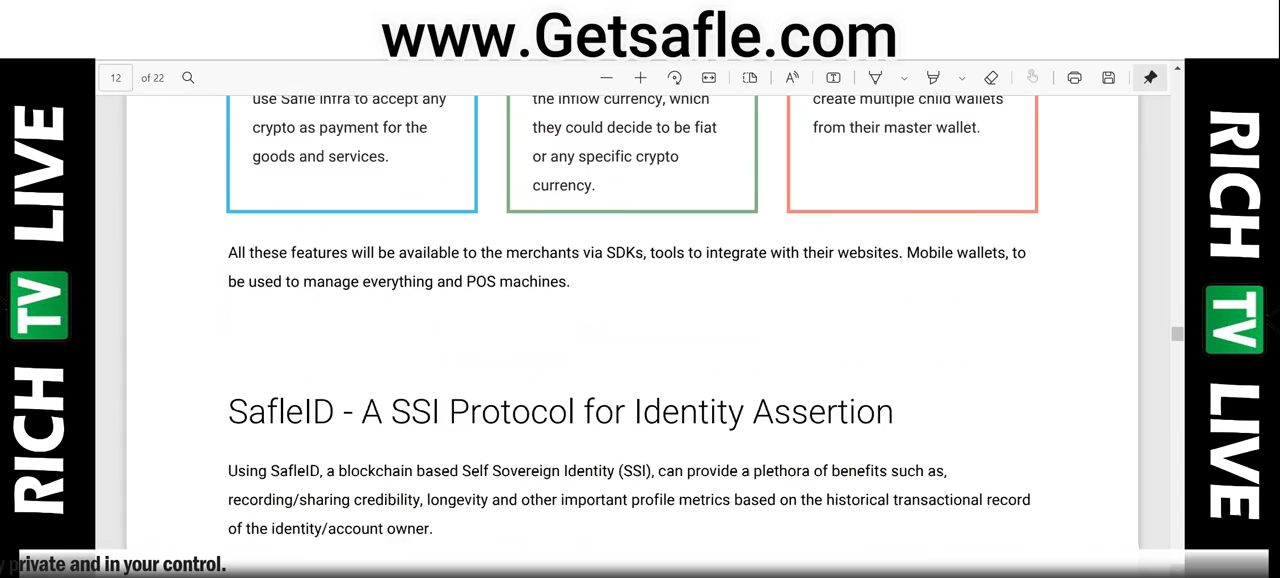 www.Getsafle.com
12 of 22
use Safle infra to accept any
crypto as payment for the
goods and services.
the inflow currency, which
they could decide to be fiat
or any specific crypto
currency.
create multiple child wallets
from their master wallet.
All these features will be available to the merchants via SDKs, tools to integrate with their websites. Mobile wallets, to
be used to manage everything and POS machines.
SafleID - A SSI Protocol for Identity Assertion
Using SafleID, a blockchain based Self Sovereign Identity (SSI), can provide a plethora of benefits such as,
recording/sharing credibility, longevity and other important profile metrics based on the historical transactional record
of the identity/account owner.
private and in your control.
RICH TV LIVE
RICH TV LIVE